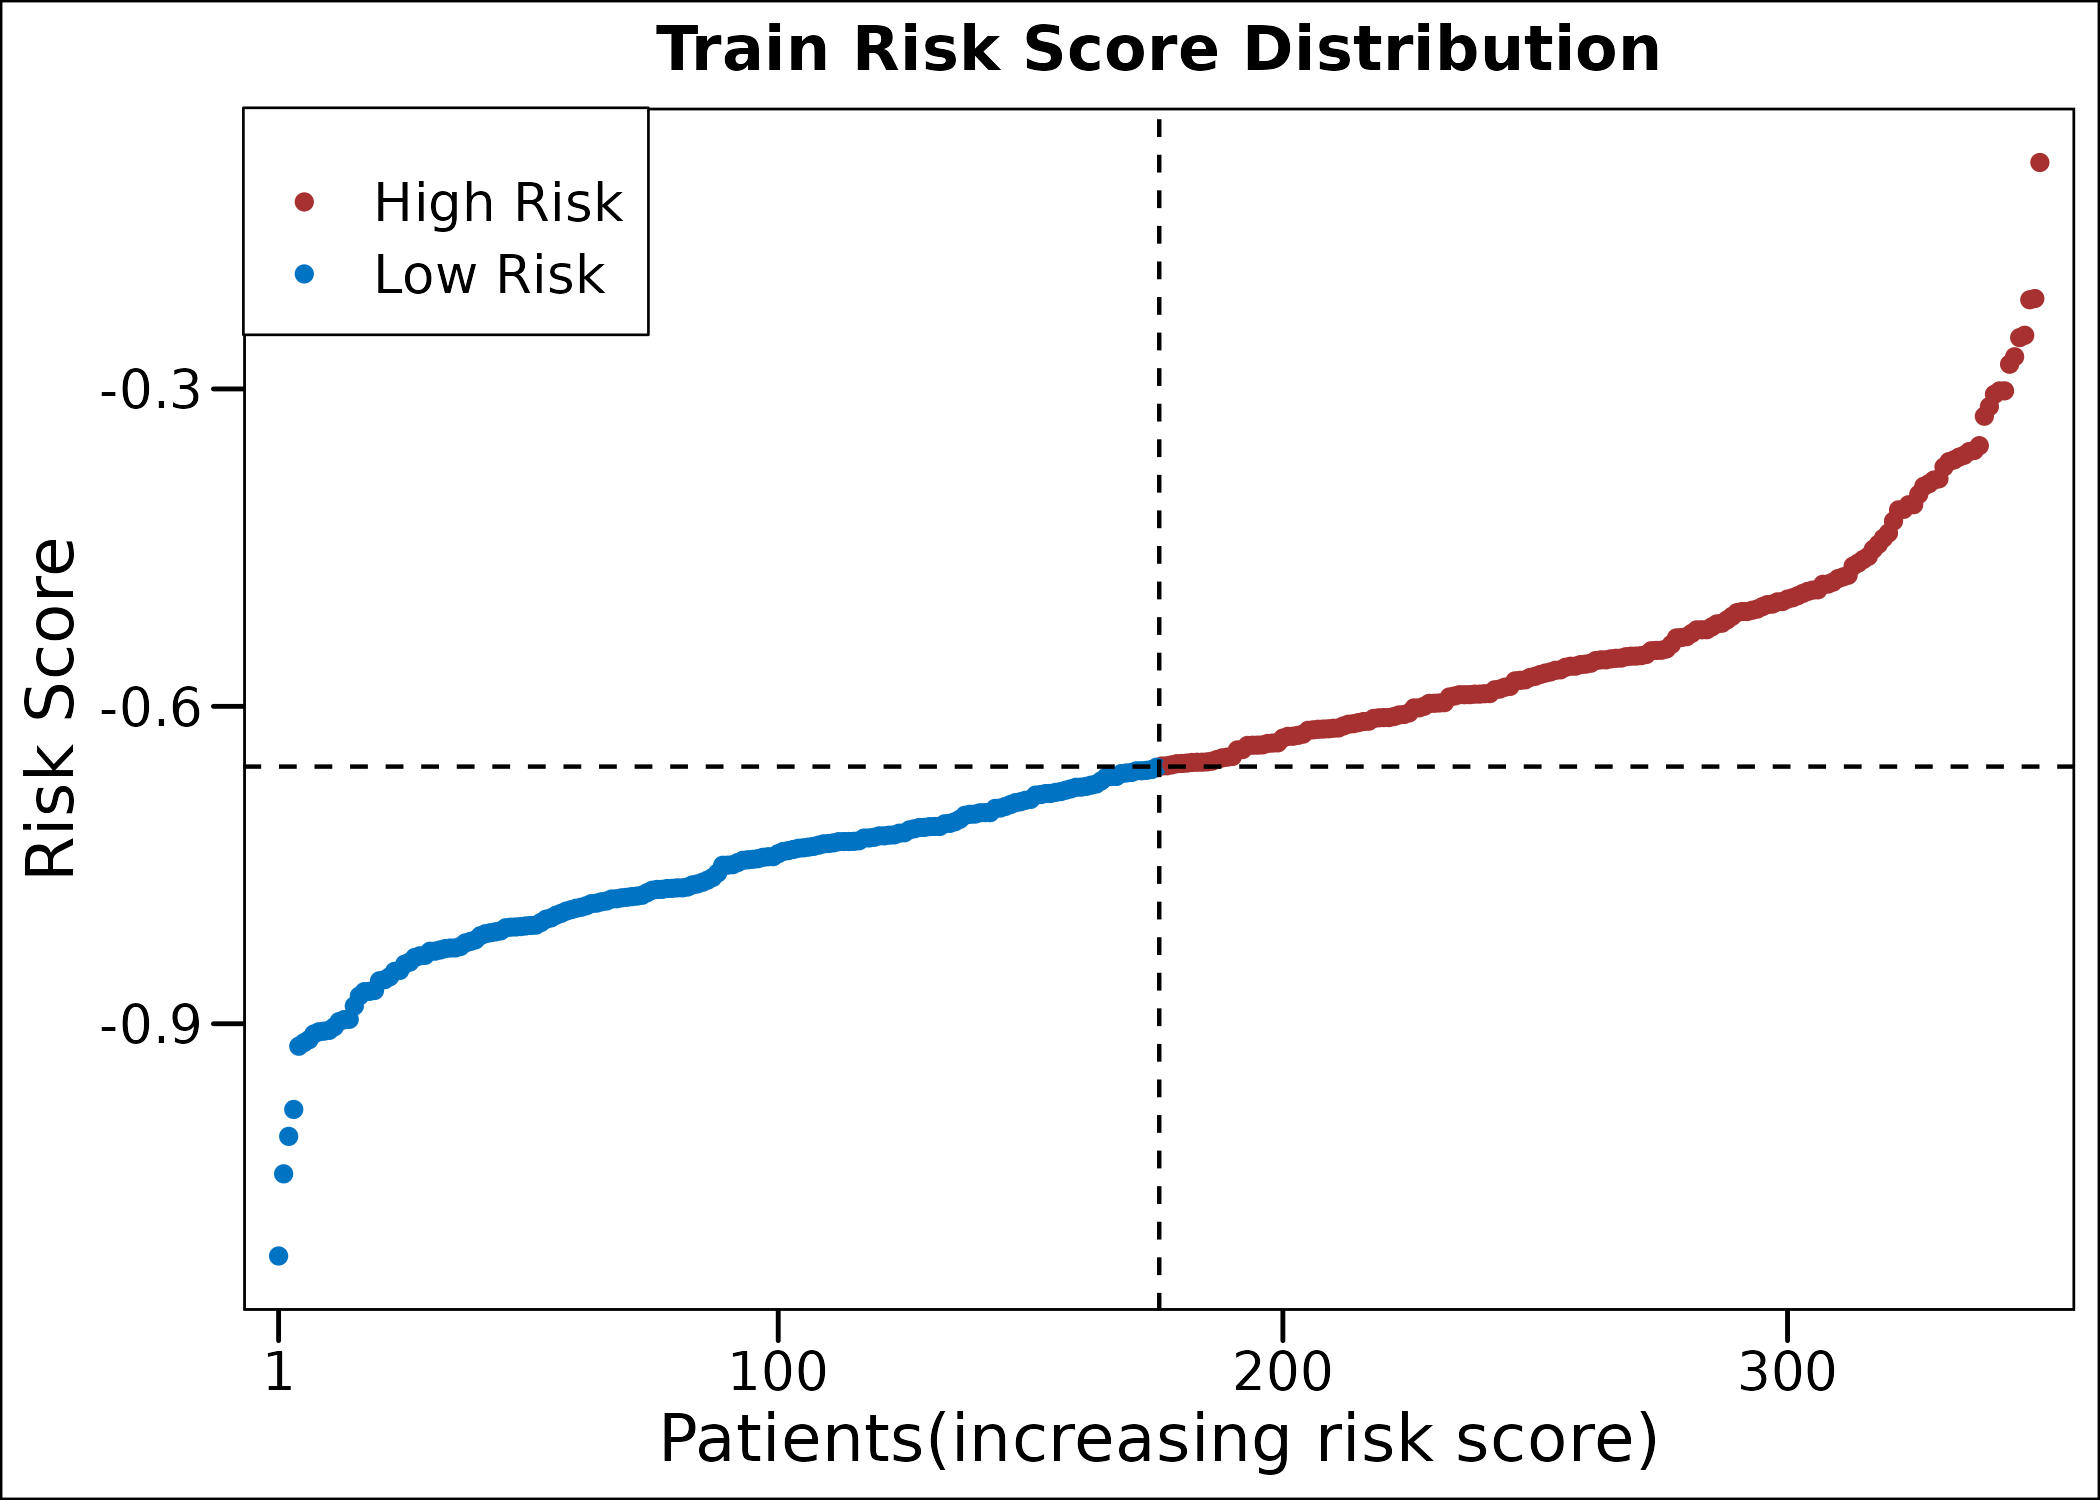 Train Risk Score Distribution
High Risk
Low Risk
Risk Score
-0.3
-0.6
-0.9
1 100 200 300
Patients(increasing risk score)